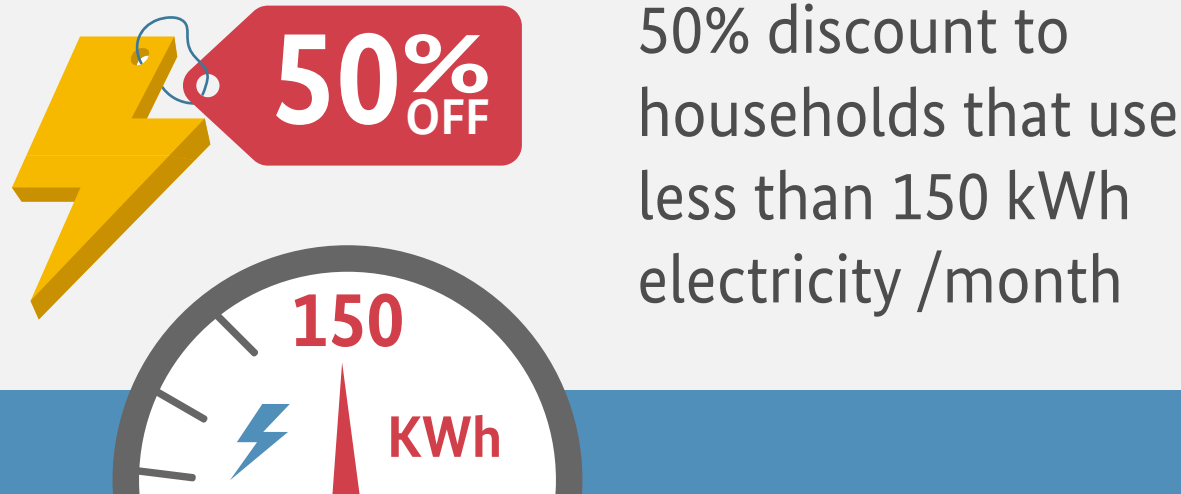 50%
OFF
50% discount to
households that use
less than 150 kWh
electricity /month
150
KWh